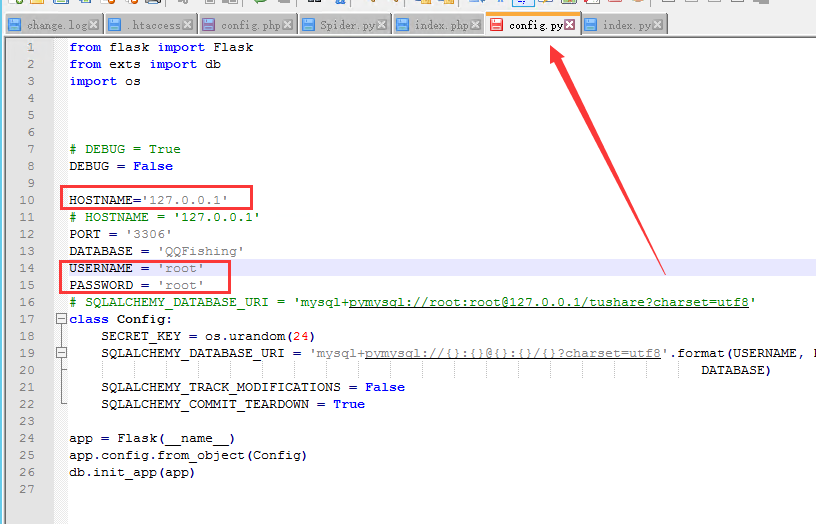 change.log .htaccess config.php Spider.py index.php config.py index.py
1 from flask import Flask
2 from exts import db
3 import os
4
5
6
7 # DEBUG = True
8 DEBUG = False
9
10 HOSTNAME='127.0.0.1'
11 # HOSTNAME = '127.0.0.1'
12 PORT = '3306'
13 DATABASE = 'QQFishing'
14 USERNAME = 'root'
15 PASSWORD = 'root'
16 # SQLALCHEMY_DATABASE_URI = 'mysql+pymysql://root:root@127.0.0.1/tushare?charset=utf8'
17 class Config:
18 SECRET_KEY = os.urandom(24)
19 SQLALCHEMY_DATABASE_URI = 'mysql+pymysql://{}:{}@{}:{}/{}?charset=utf8'.format(USERNAME,
20 DATABASE)
21 SQLALCHEMY_TRACK_MODIFICATIONS = False
22 SQLALCHEMY_COMMIT_TEARDOWN = True
23
24 app = Flask(__name__)
25 app.config.from_object(Config)
26 db.init_app(app)
27